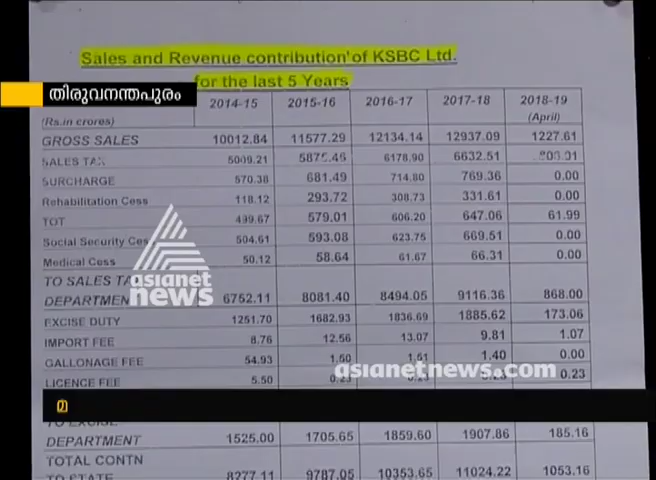 Sales and Revenue contribution of KSBC Ltd.
for the last 5 Years
തിരുവനന്തപുരം
2014-15 2015-16 2016-17 2017-18 2018-19
(Rs.in crores) (April)
GROSS SALES 10012.84 11577.29 12134.14 12937.09 1227.61
SALES TAX 5009.21 5875.46 6178.90 6632.51
SURCHARGE 570.38 681.49 714.80 769.36 0.00
Rehabilitation Cess 118.12 293.72 308.73 331.61 0.00
TOT 499.67 579.01 606.20 647.06 61.99
Social Security Ces 504.61 593.08 623.75 669.51 0.00
Medical Cess 50.12 58.64 61.67 66.31 0.00
TO SALES TA
DEPARTMENT 6752.11 8081.40 8494.05 9116.36 868.00
asianet
news
EXCISE DUTY 1251.70 1682.93 1836.69 1885.62 173.06
IMPORT FEE 8.76 12.56 13.07 9.81 1.07
GALLONAGE FEE 54.93 1.50 1.40 0.00
asianetnews.com
LICENCE FEE 5.50 0.23
മ
DEPARTMENT 1525.00 1705.65 1859.60 1907.86 185.16
TOTAL CONTN
TO STATE 8277.11 9787.05 10353.65 11024.22 1053.16